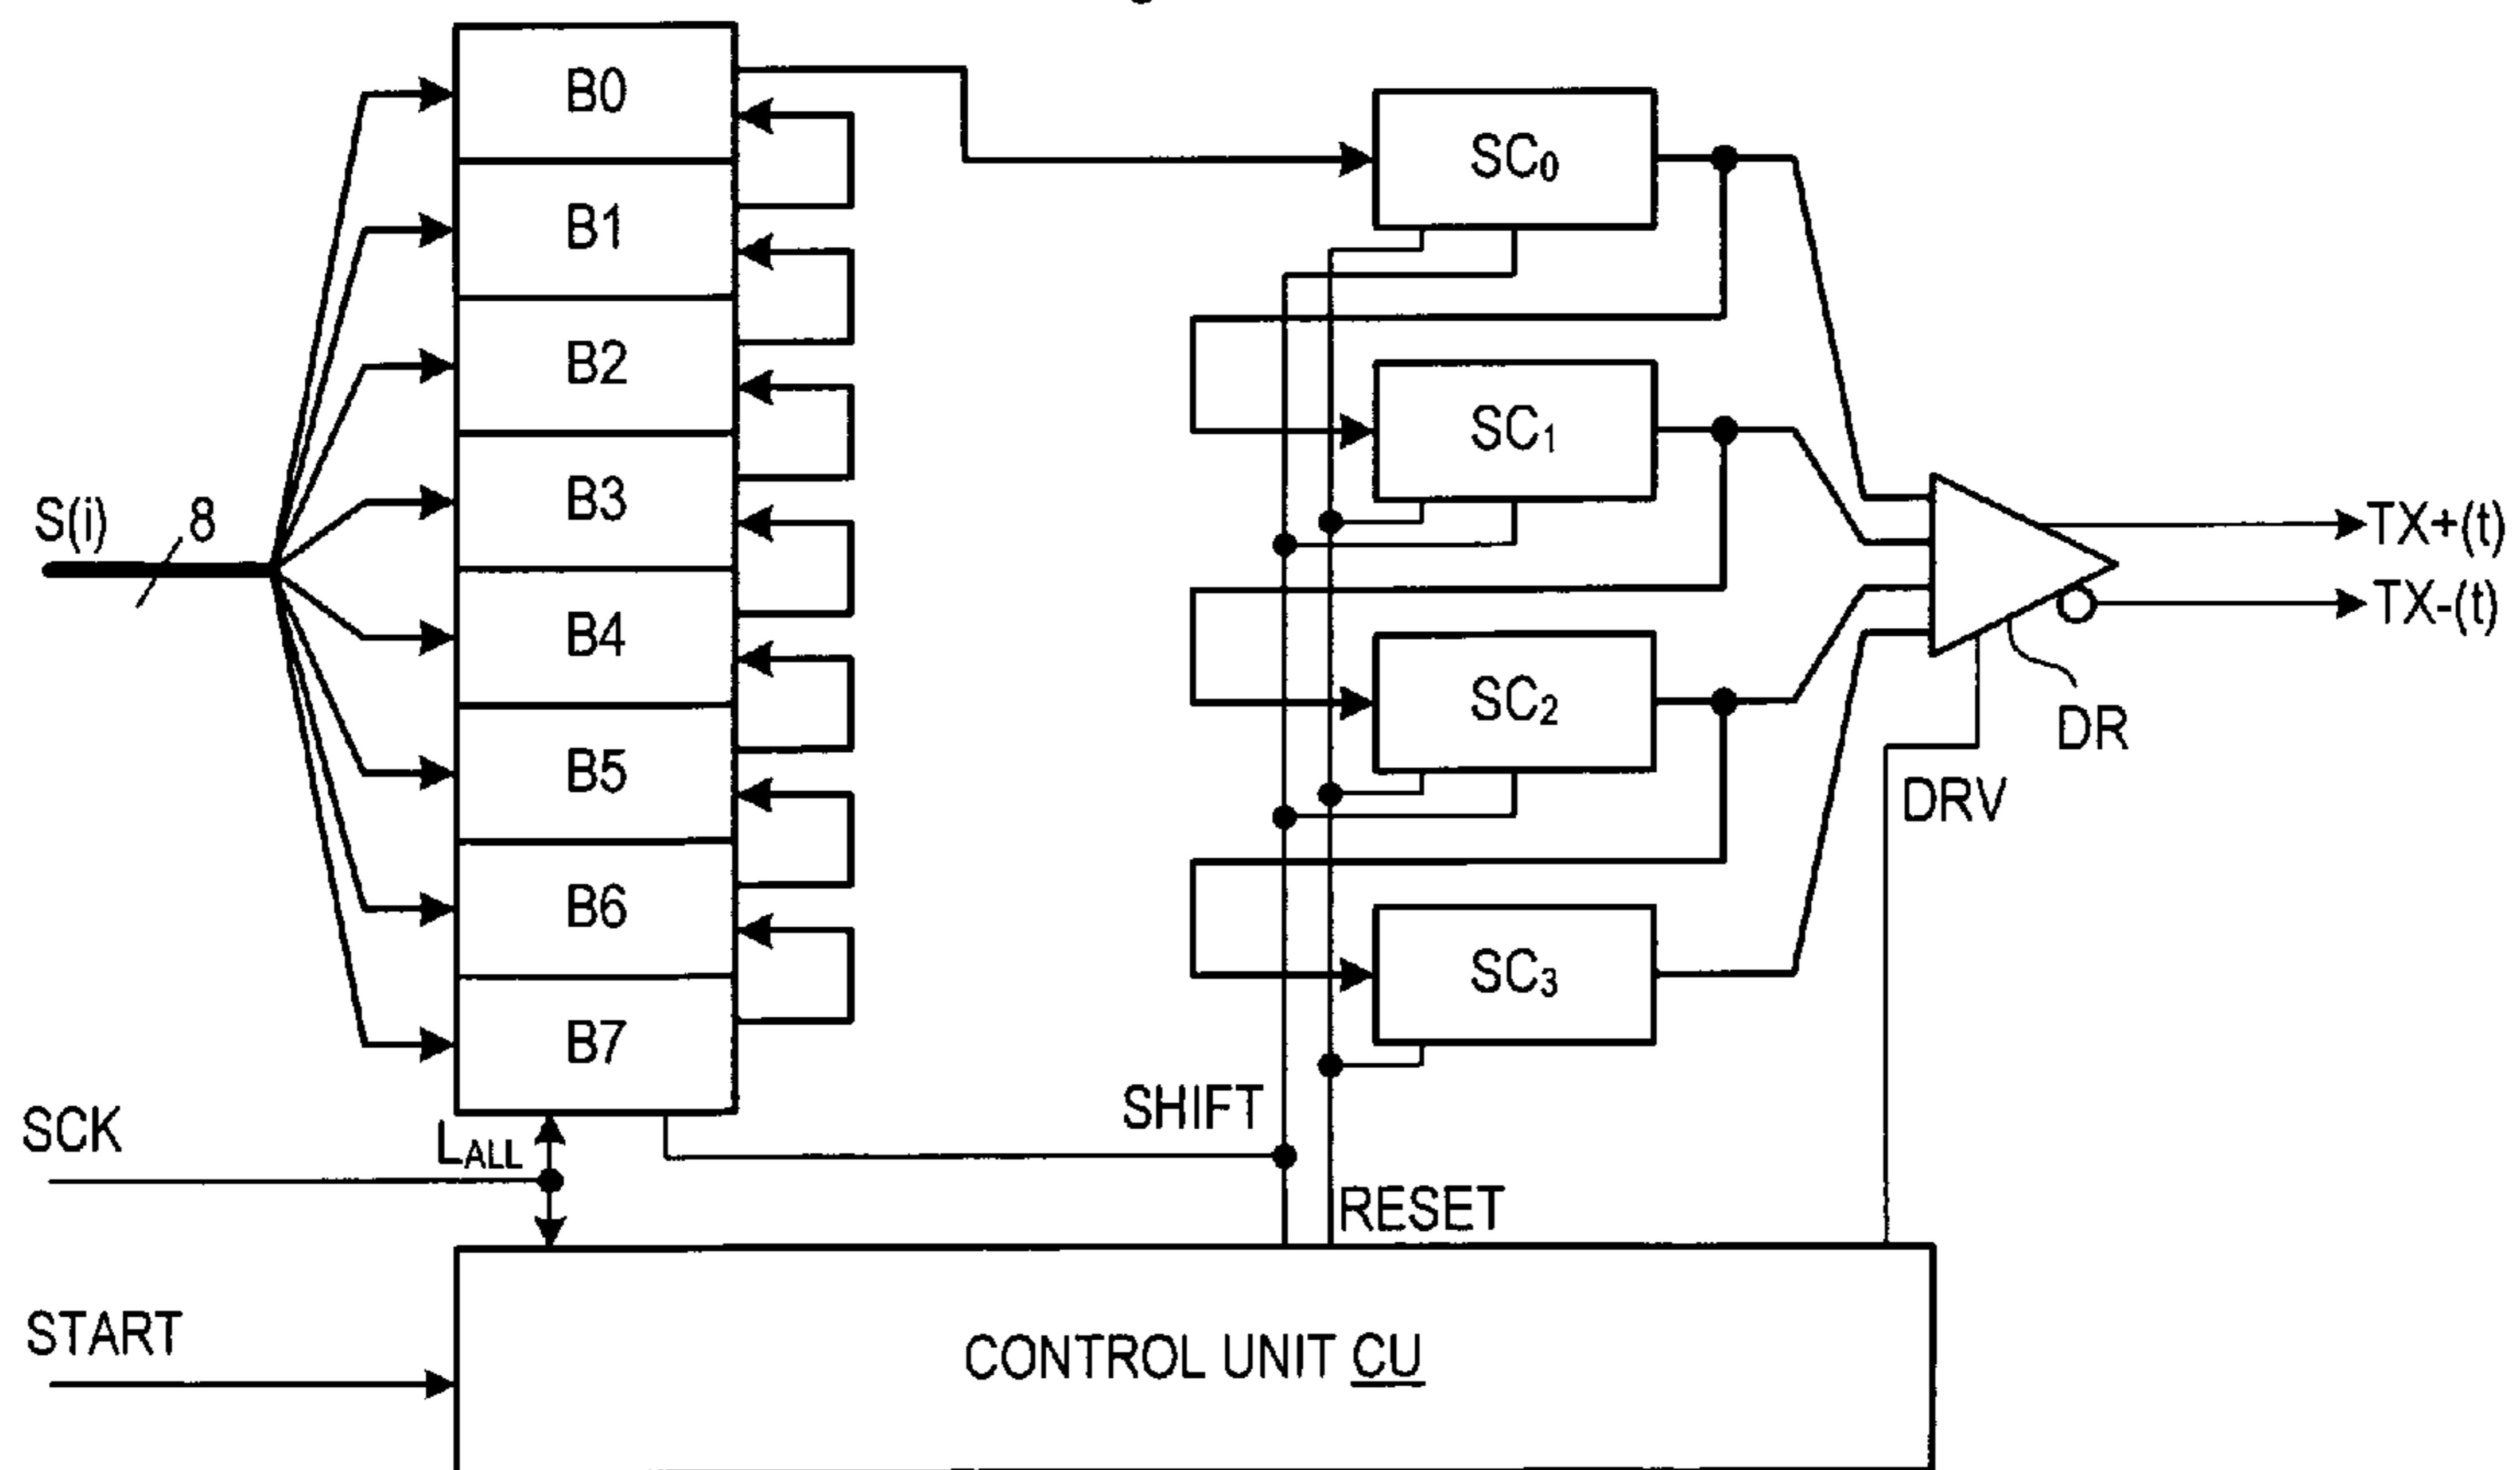 B0
SC0
B1
B2
SC1
S(i)
8
B3
TX+(t)
B4
TX-(t)
SC2
DR
B5
DRV
B6
SC3
B7
SCK
LALL
SHIFT
RESET
START
CONTROL UNIT CU